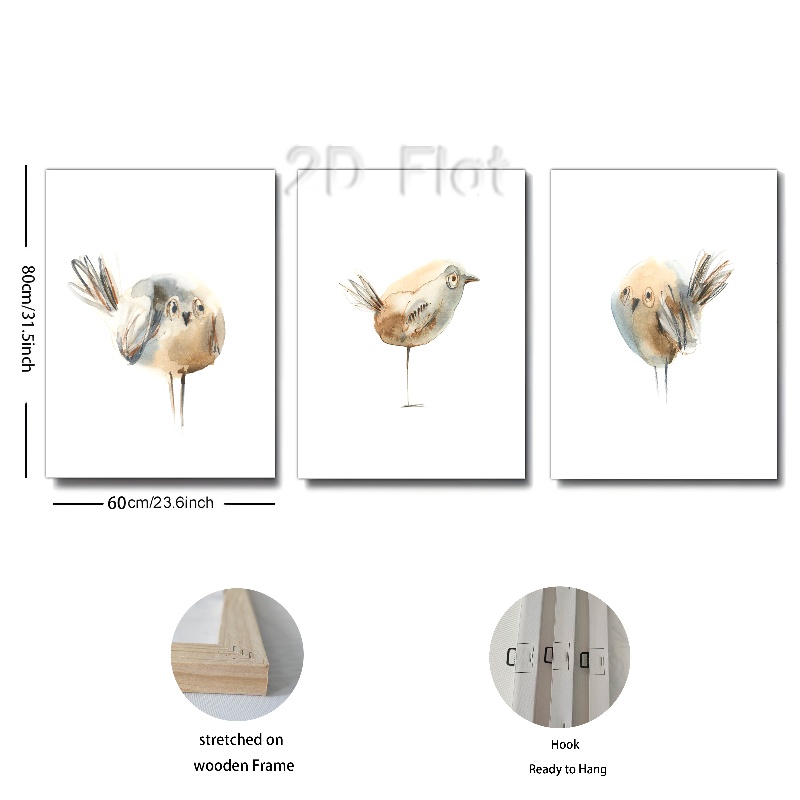 2D Flat
80cm/31.5inch
60cm/23.6inch
stretched on
wooden Frame
Hook
Ready to Hang